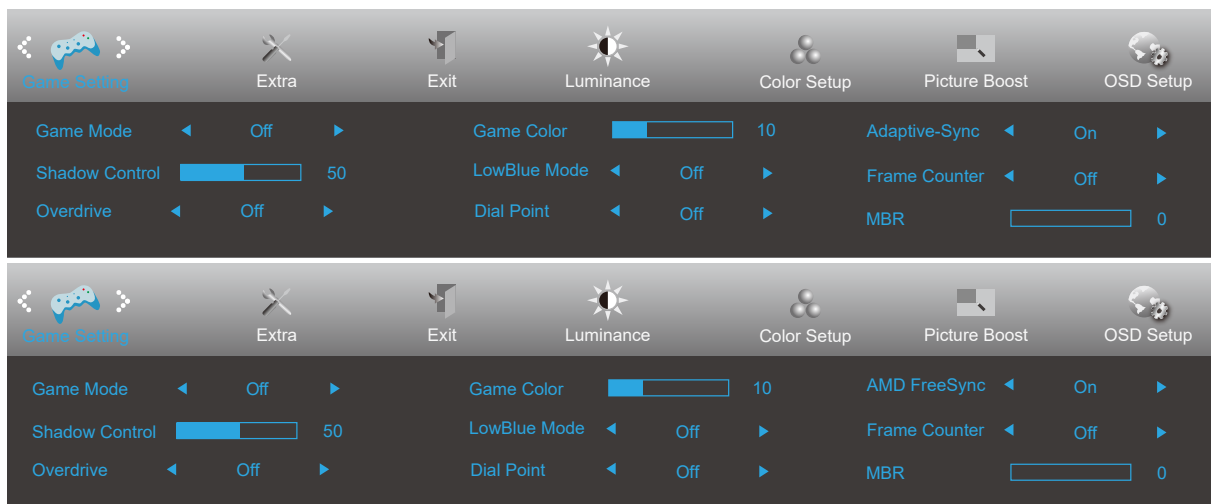 Game Setting Extra Exit Luminance Color Setup Picture Boost OSD Setup
Game Mode Off Game Color 10 Adaptive-Sync On
Shadow Control 50 LowBlue Mode Off Frame Counter Off
Overdrive Off Dial Point Off MBR 0
Game Setting Extra Exit Luminance Color Setup Picture Boost OSD Setup
Game Mode Off Game Color 10 AMD FreeSync On
Shadow Control 50 LowBlue Mode Off Frame Counter Off
Overdrive Off Dial Point Off MBR 0